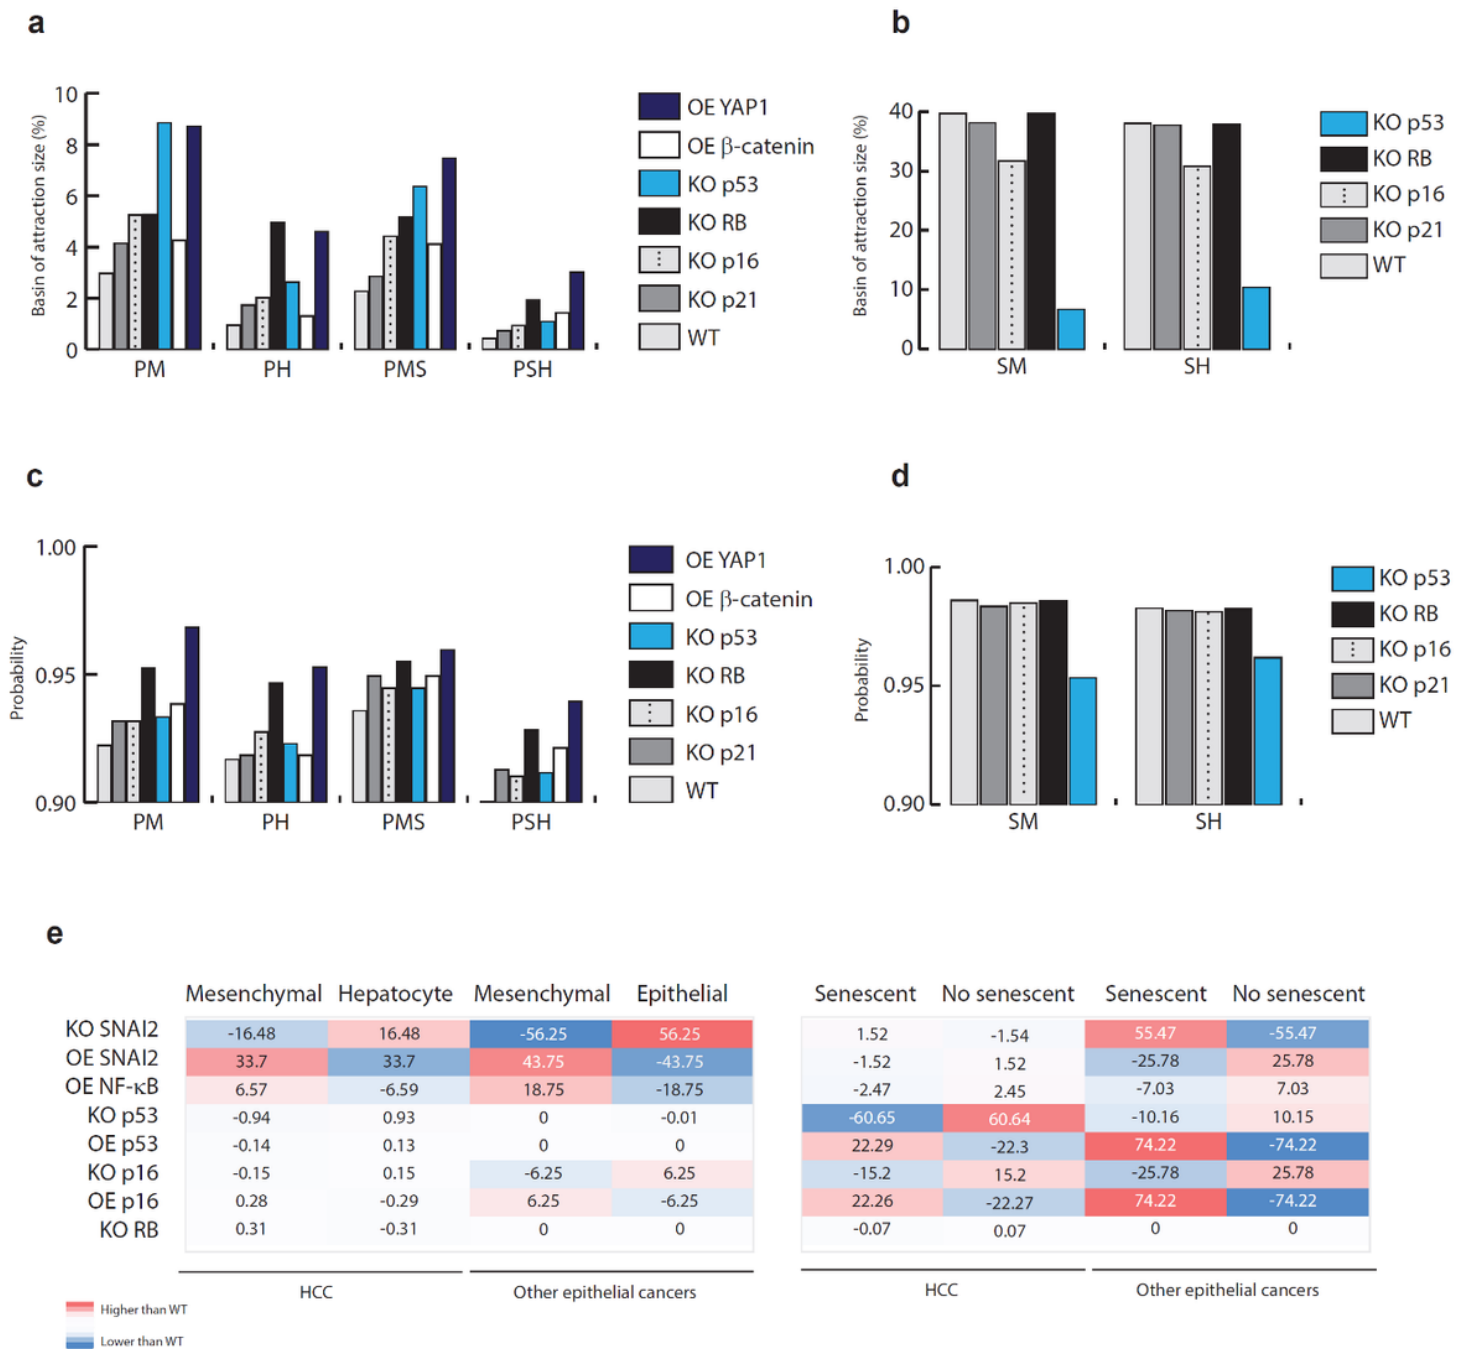 a
Basin of attraction size (%)
10
8
6
4
2
0
PM
PH
PMS
PSH
OE YAP1
OE β-catenin
KO p53
KO RB
KO p16
KO p21
WT
b
Basin of attraction size (%)
40
30
20
10
0
SM
SH
KO p53
KO RB
KO p16
KO p21
WT
c
Probability
1.00
0.95
0.90
PM
PH
PMS
PSH
OE YAP1
OE β-catenin
KO p53
KO RB
KO p16
KO p21
WT
d
Probability
1.00
0.95
0.90
SM
SH
KO p53
KO RB
KO p16
KO p21
WT
e
Mesenchymal Hepatocyte Mesenchymal Epithelial Senescent No senescent Senescent No senescent
KO SNAI2 -16.48 16.48 -56.25 56.25 1.52 -1.54 55.47 -55.47
OE SNAI2 33.7 33.7 43.75 -43.75 -1.52 1.52 -25.78 25.78
OE NF-κB 6.57 -6.59 18.75 -18.75 -2.47 2.45 -7.03 7.03
KO p53 -0.94 0.93 0 -0.01 -60.65 60.64 -10.16 10.15
OE p53 -0.14 0.13 0 0 22.29 -22.3 74.22 -74.22
KO p16 -0.15 0.15 -6.25 6.25 -15.2 15.2 -25.78 25.78
OE p16 0.28 -0.29 6.25 -6.25 22.26 -22.27 74.22 -74.22
KO RB 0.31 -0.31 0 0 -0.07 0.07 0 0
HCC Other epithelial cancers HCC Other epithelial cancers
Higher than WT
Lower than WT